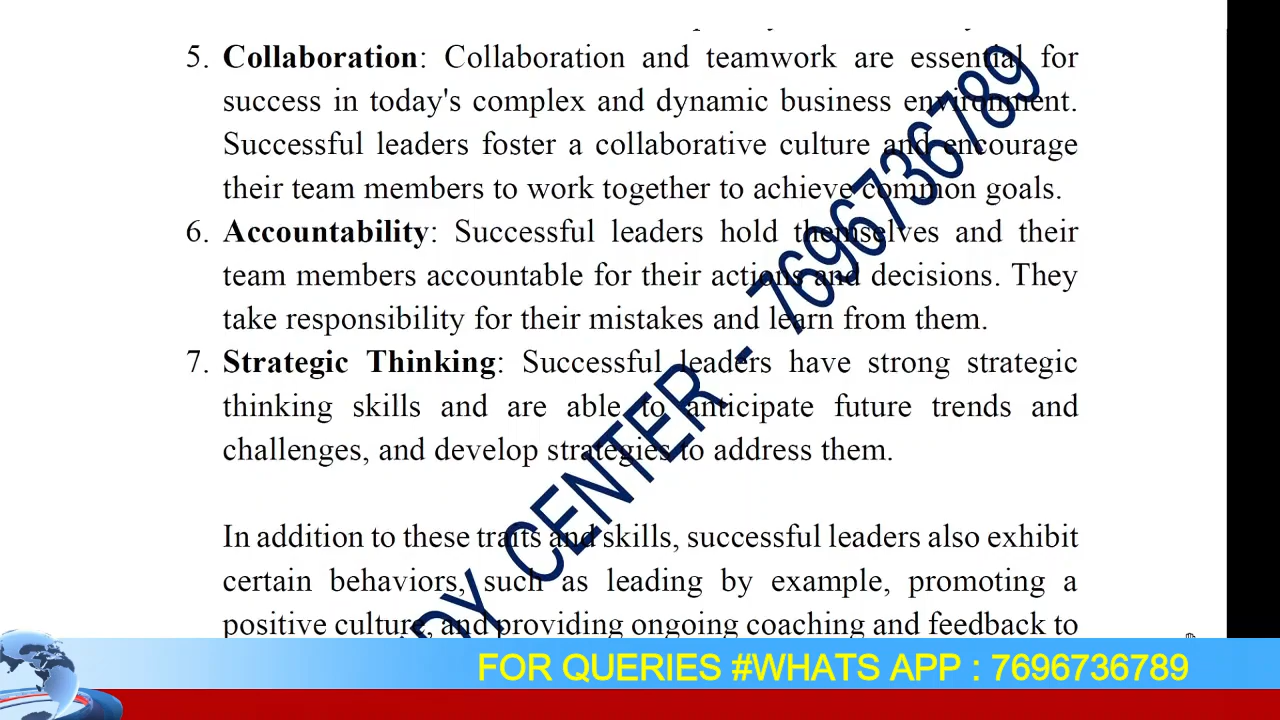 5. Collaboration: Collaboration and teamwork are essential for
success in today's complex and dynamic business environment.
Successful leaders foster a collaborative culture and encourage
their team members to work together to achieve common goals.
6. Accountability: Successful leaders hold themselves and their
team members accountable for their actions and decisions. They
take responsibility for their mistakes and learn from them.
7. Strategic Thinking: Successful leaders have strong strategic
thinking skills and are able to anticipate future trends and
challenges, and develop strategies to address them.
In addition to these traits and skills, successful leaders also exhibit
certain behaviors, such as leading by example, promoting a
positive culture, and providing ongoing coaching and feedback to
CENTER - 7696736789
FOR QUERIES #WHATS APP : 7696736789